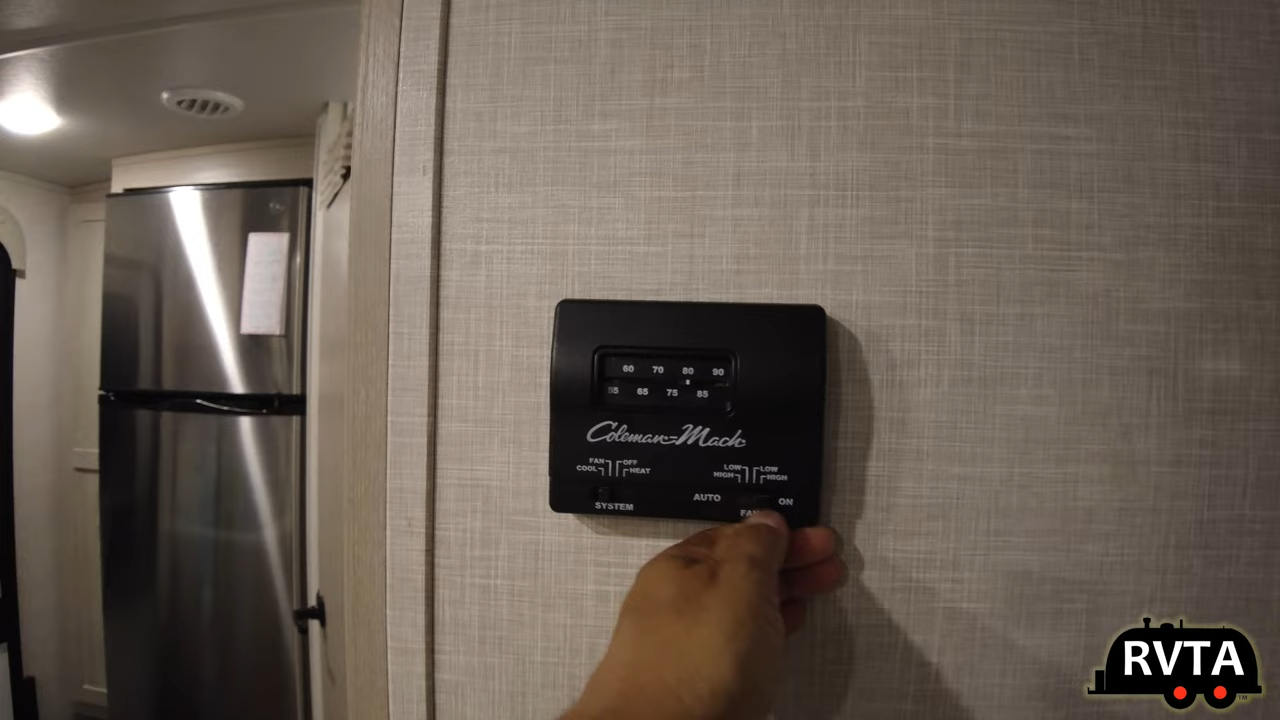 60 70 80 90
55 65 75 85
Coleman-Mach
FAN OFF
COOL HEAT
LOW LOW
HIGH HIGH
AUTO ON
SYSTEM
RVTA
TM